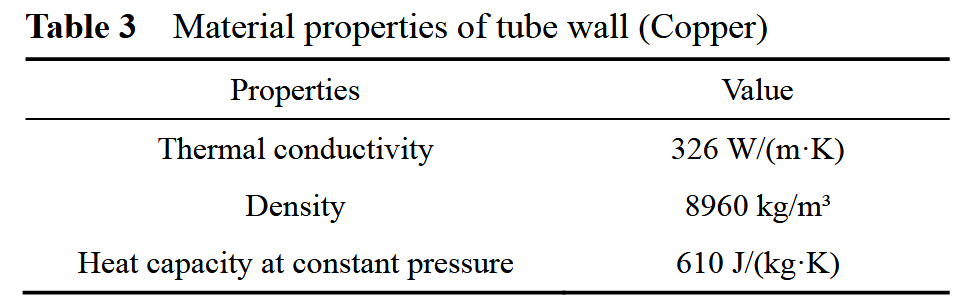 Table 3 Material properties of tube wall (Copper)
Properties Value
Thermal conductivity 326 W/(m·K)
Density 8960 kg/m³
Heat capacity at constant pressure 610 J/(kg·K)